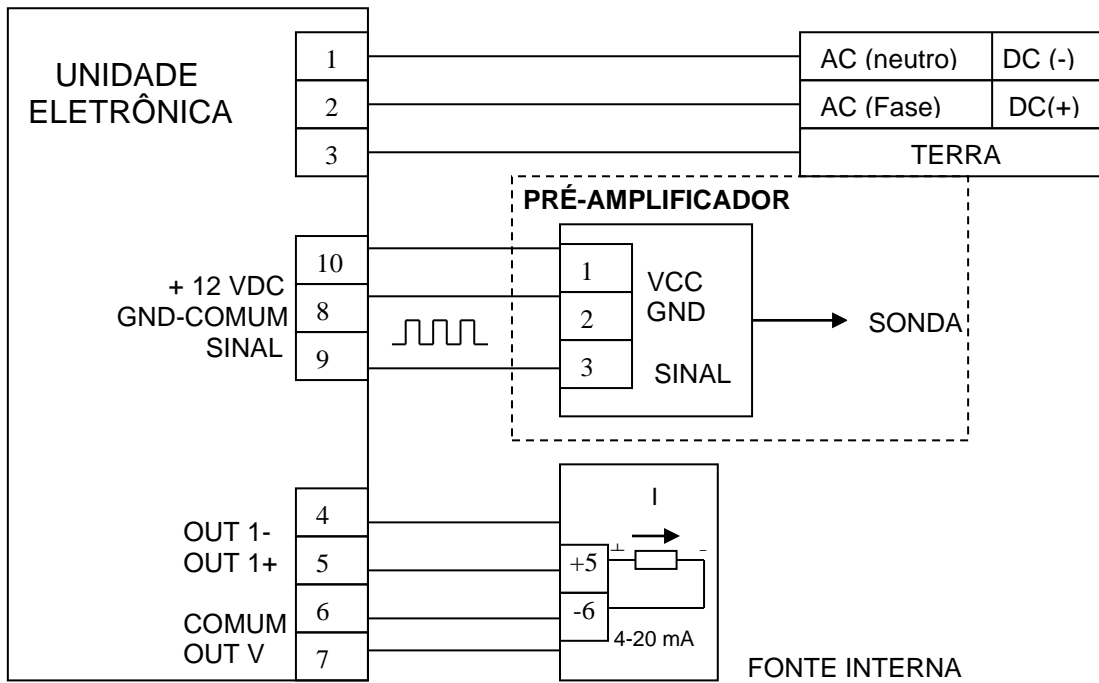 UNIDADE
ELETRÔNICA
1
2
3
AC (neutro) DC (-)
AC (Fase) DC(+)
TERRA
PRÉ-AMPLIFICADOR
+ 12 VDC
GND-COMUM
SINAL
10
8
9
1
2
3
VCC
GND
SINAL
SONDA
OUT 1-
OUT 1+
COMUM
OUT V
4
5
6
7
I
+ -
+5
-6
4-20 mA
FONTE INTERNA